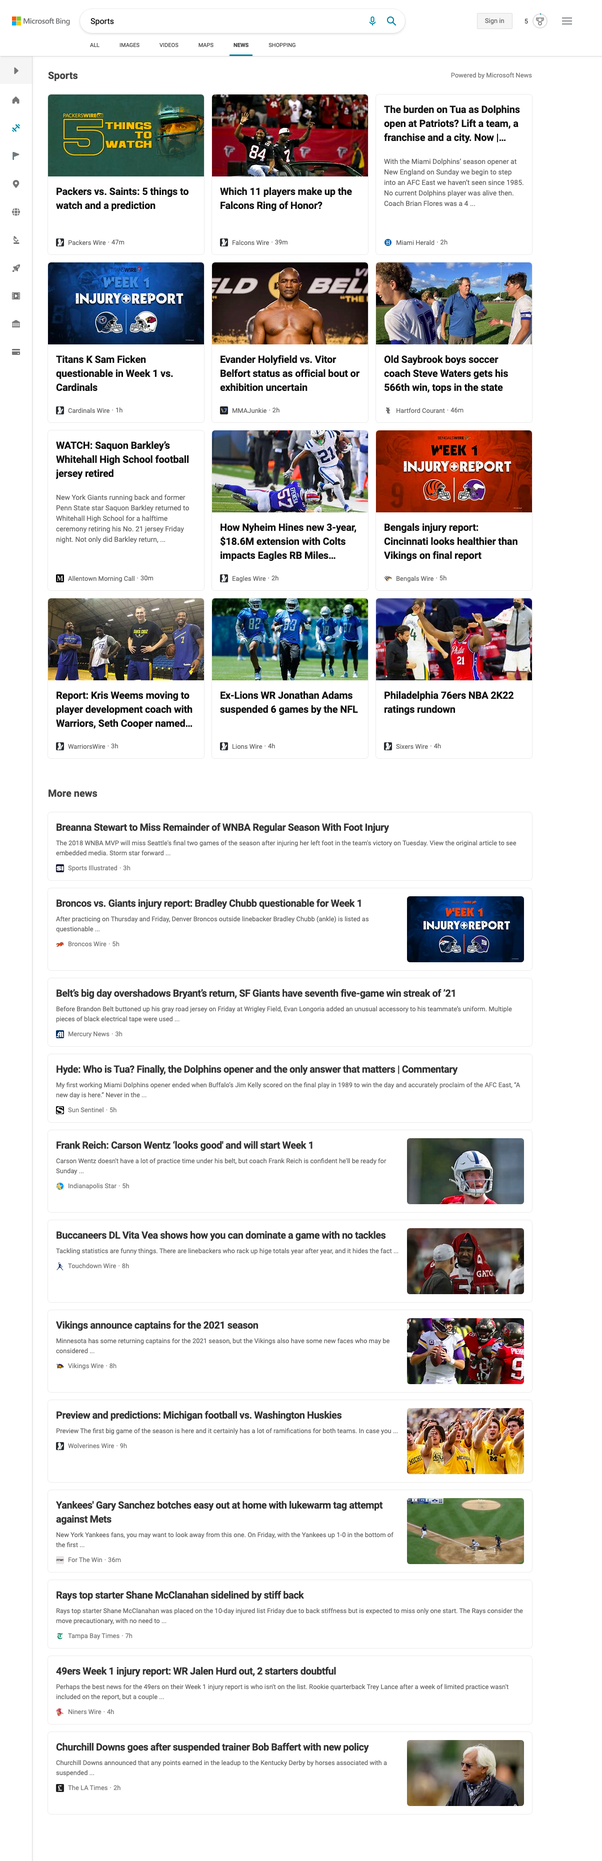 Microsoft Bing
Sports
Sign in
5
ALL IMAGES VIDEOS MAPS NEWS SHOPPING
Sports
Powered by Microsoft News
PACKERSWIRE
5 THINGS
TO
WATCH
Packers vs. Saints: 5 things to
watch and a prediction
Packers Wire · 47m
84
Which 11 players make up the
Falcons Ring of Honor?
Falcons Wire · 39m
The burden on Tua as Dolphins
open at Patriots? Lift a team, a
franchise and a city. Now |...
With the Miami Dolphins' season opener at
New England on Sunday we begin to step
into an AFC East we haven't seen since 1985.
No current Dolphins player was alive then.
Coach Brian Flores was a 4 ...
Miami Herald · 2h
WEEK 1
INJURY+REPORT
Titans K Sam Ficken
questionable in Week 1 vs.
Cardinals
Cardinals Wire · 1h
ELD BEL
Evander Holyfield vs. Vitor
Belfort status as official bout or
exhibition uncertain
MMAJunkie · 2h
Old Saybrook boys soccer
coach Steve Waters gets his
566th win, tops in the state
Hartford Courant · 46m
WATCH: Saquon Barkley's
Whitehall High School football
jersey retired
New York Giants running back and former
Penn State star Saquon Barkley returned to
Whitehall High School for a halftime
ceremony retiring his No. 21 jersey Friday
night. Not only did Barkley return, ...
Allentown Morning Call · 30m
21
57
How Nyheim Hines new 3-year,
$18.6M extension with Colts
impacts Eagles RB Miles...
Eagles Wire · 2h
BENGALSWIRE
WEEK 1
INJURY+REPORT
Bengals injury report:
Cincinnati looks healthier than
Vikings on final report
Bengals Wire · 5h
Report: Kris Weems moving to
player development coach with
Warriors, Seth Cooper named...
WarriorsWire · 3h
82
83
Ex-Lions WR Jonathan Adams
suspended 6 games by the NFL
Lions Wire · 4h
4
21
Philadelphia 76ers NBA 2K22
ratings rundown
Sixers Wire · 4h
More news
Breanna Stewart to Miss Remainder of WNBA Regular Season With Foot Injury
The 2018 WNBA MVP will miss Seattle's final two games of the season after injuring her left foot in the team's victory on Tuesday. View the original article to see
embedded media. Storm star forward ...
Sports Illustrated · 3h
Broncos vs. Giants injury report: Bradley Chubb questionable for Week 1
After practicing on Thursday and Friday, Denver Broncos outside linebacker Bradley Chubb (ankle) is listed as
questionable ...
Broncos Wire · 5h
WEEK 1
INJURY+REPORT
Belt's big day overshadows Bryant's return, SF Giants have seventh five-game win streak of '21
Before Brandon Belt buttoned up his gray road jersey on Friday at Wrigley Field, Evan Longoria added an unusual accessory to his teammate's uniform. Multiple
pieces of black electrical tape were used ...
Mercury News · 3h
Hyde: Who is Tua? Finally, the Dolphins opener and the only answer that matters | Commentary
My first working Miami Dolphins opener ended when Buffalo's Jim Kelly scored on the final play in 1989 to win the day and accurately proclaim of the AFC East, "A
new day is here." Never in the ...
Sun Sentinel · 5h
Frank Reich: Carson Wentz 'looks good' and will start Week 1
Carson Wentz doesn't have a lot of practice time under his belt, but coach Frank Reich is confident he'll be ready for
Sunday ...
Indianapolis Star · 5h
Buccaneers DL Vita Vea shows how you can dominate a game with no tackles
Tackling statistics are funny things. There are linebackers who rack up hige totals year after year, and it hides the fact ...
Touchdown Wire · 8h
GATO
Vikings announce captains for the 2021 season
Minnesota has some returning captains for the 2021 season, but the Vikings also have some new faces who may be
considered ...
Vikings Wire · 8h
9
Preview and predictions: Michigan football vs. Washington Huskies
Preview The first big game of the season is here and it certainly has a lot of ramifications for both teams. In case you ...
Wolverines Wire · 9h
Yankees' Gary Sanchez botches easy out at home with lukewarm tag attempt
against Mets
New York Yankees fans, you may want to look away from this one. On Friday, with the Yankees up 1-0 in the bottom of
the first ...
For The Win · 36m
Rays top starter Shane McClanahan sidelined by stiff back
Rays top starter Shane McClanahan was placed on the 10-day injured list Friday due to back stiffness but is expected to miss only one start. The Rays consider the
move precautionary, with no need to ...
Tampa Bay Times · 7h
49ers Week 1 injury report: WR Jalen Hurd out, 2 starters doubtful
Perhaps the best news for the 49ers on their Week 1 injury report is who isn't on the list. Rookie quarterback Trey Lance after a week of limited practice wasn't
included on the report, but a couple ...
Niners Wire · 4h
Churchill Downs goes after suspended trainer Bob Baffert with new policy
Churchill Downs announced that any points earned in the leadup to the Kentucky Derby by horses associated with a
suspended ...
The LA Times · 2h